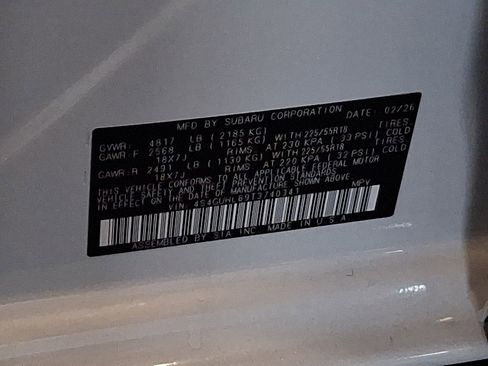 MFD BY SUBARU CORPORATION DATE: 02/26
GVWR: 4817 LB (2185 KG) TIRES
GAWR:F 2568 LB (1165 KG) WITH 225/55R18
18X7J RIMS AT 230 KPA (33 PSI) COLD
GAWR:R 2491 LB (1130 KG) WITH 225/55R18 TIRES
18X7J RIMS AT 220 KPA (32 PSI) COLD
THIS VEHICLE CONFORMS TO ALL APPLICABLE FEDERAL MOTOR
VEHICLE SAFETY AND THEFT PREVENTION STANDARDS
IN EFFECT ON THE DATE OF MANUFACTURE SHOWN ABOVE.
VIN: 4S4GUHL69T3740341 MPV
ASSEMBLED BY SIA INC. MADE IN U.S.A